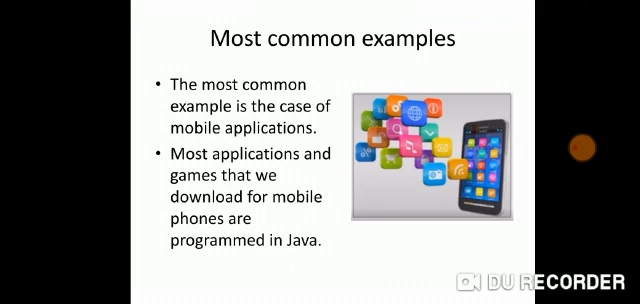 Most common examples
• The most common
example is the case of
mobile applications.
• Most applications and
games that we
download for mobile
phones are
programmed in Java.
DU RECORDER